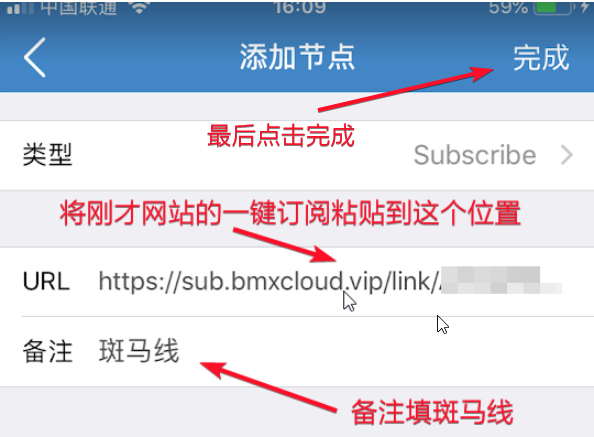 中国联通 16:09 59%
添加节点 完成
最后点击完成
类型 Subscribe
将刚才网站的一键订阅粘贴到这个位置
URL https://sub.bmxcloud.vip/link/
备注 斑马线
备注填斑马线